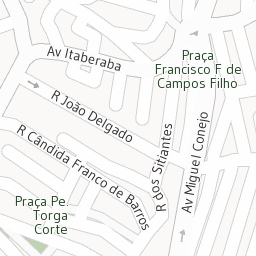 Av Itaberaba
Praça
Francisco F de
Campos Filho
R João Delgado
R Cândida Franco de Barros
R dos Sitiantes
Av Miguel Conejo
Praça Pe.
Torga
Corte